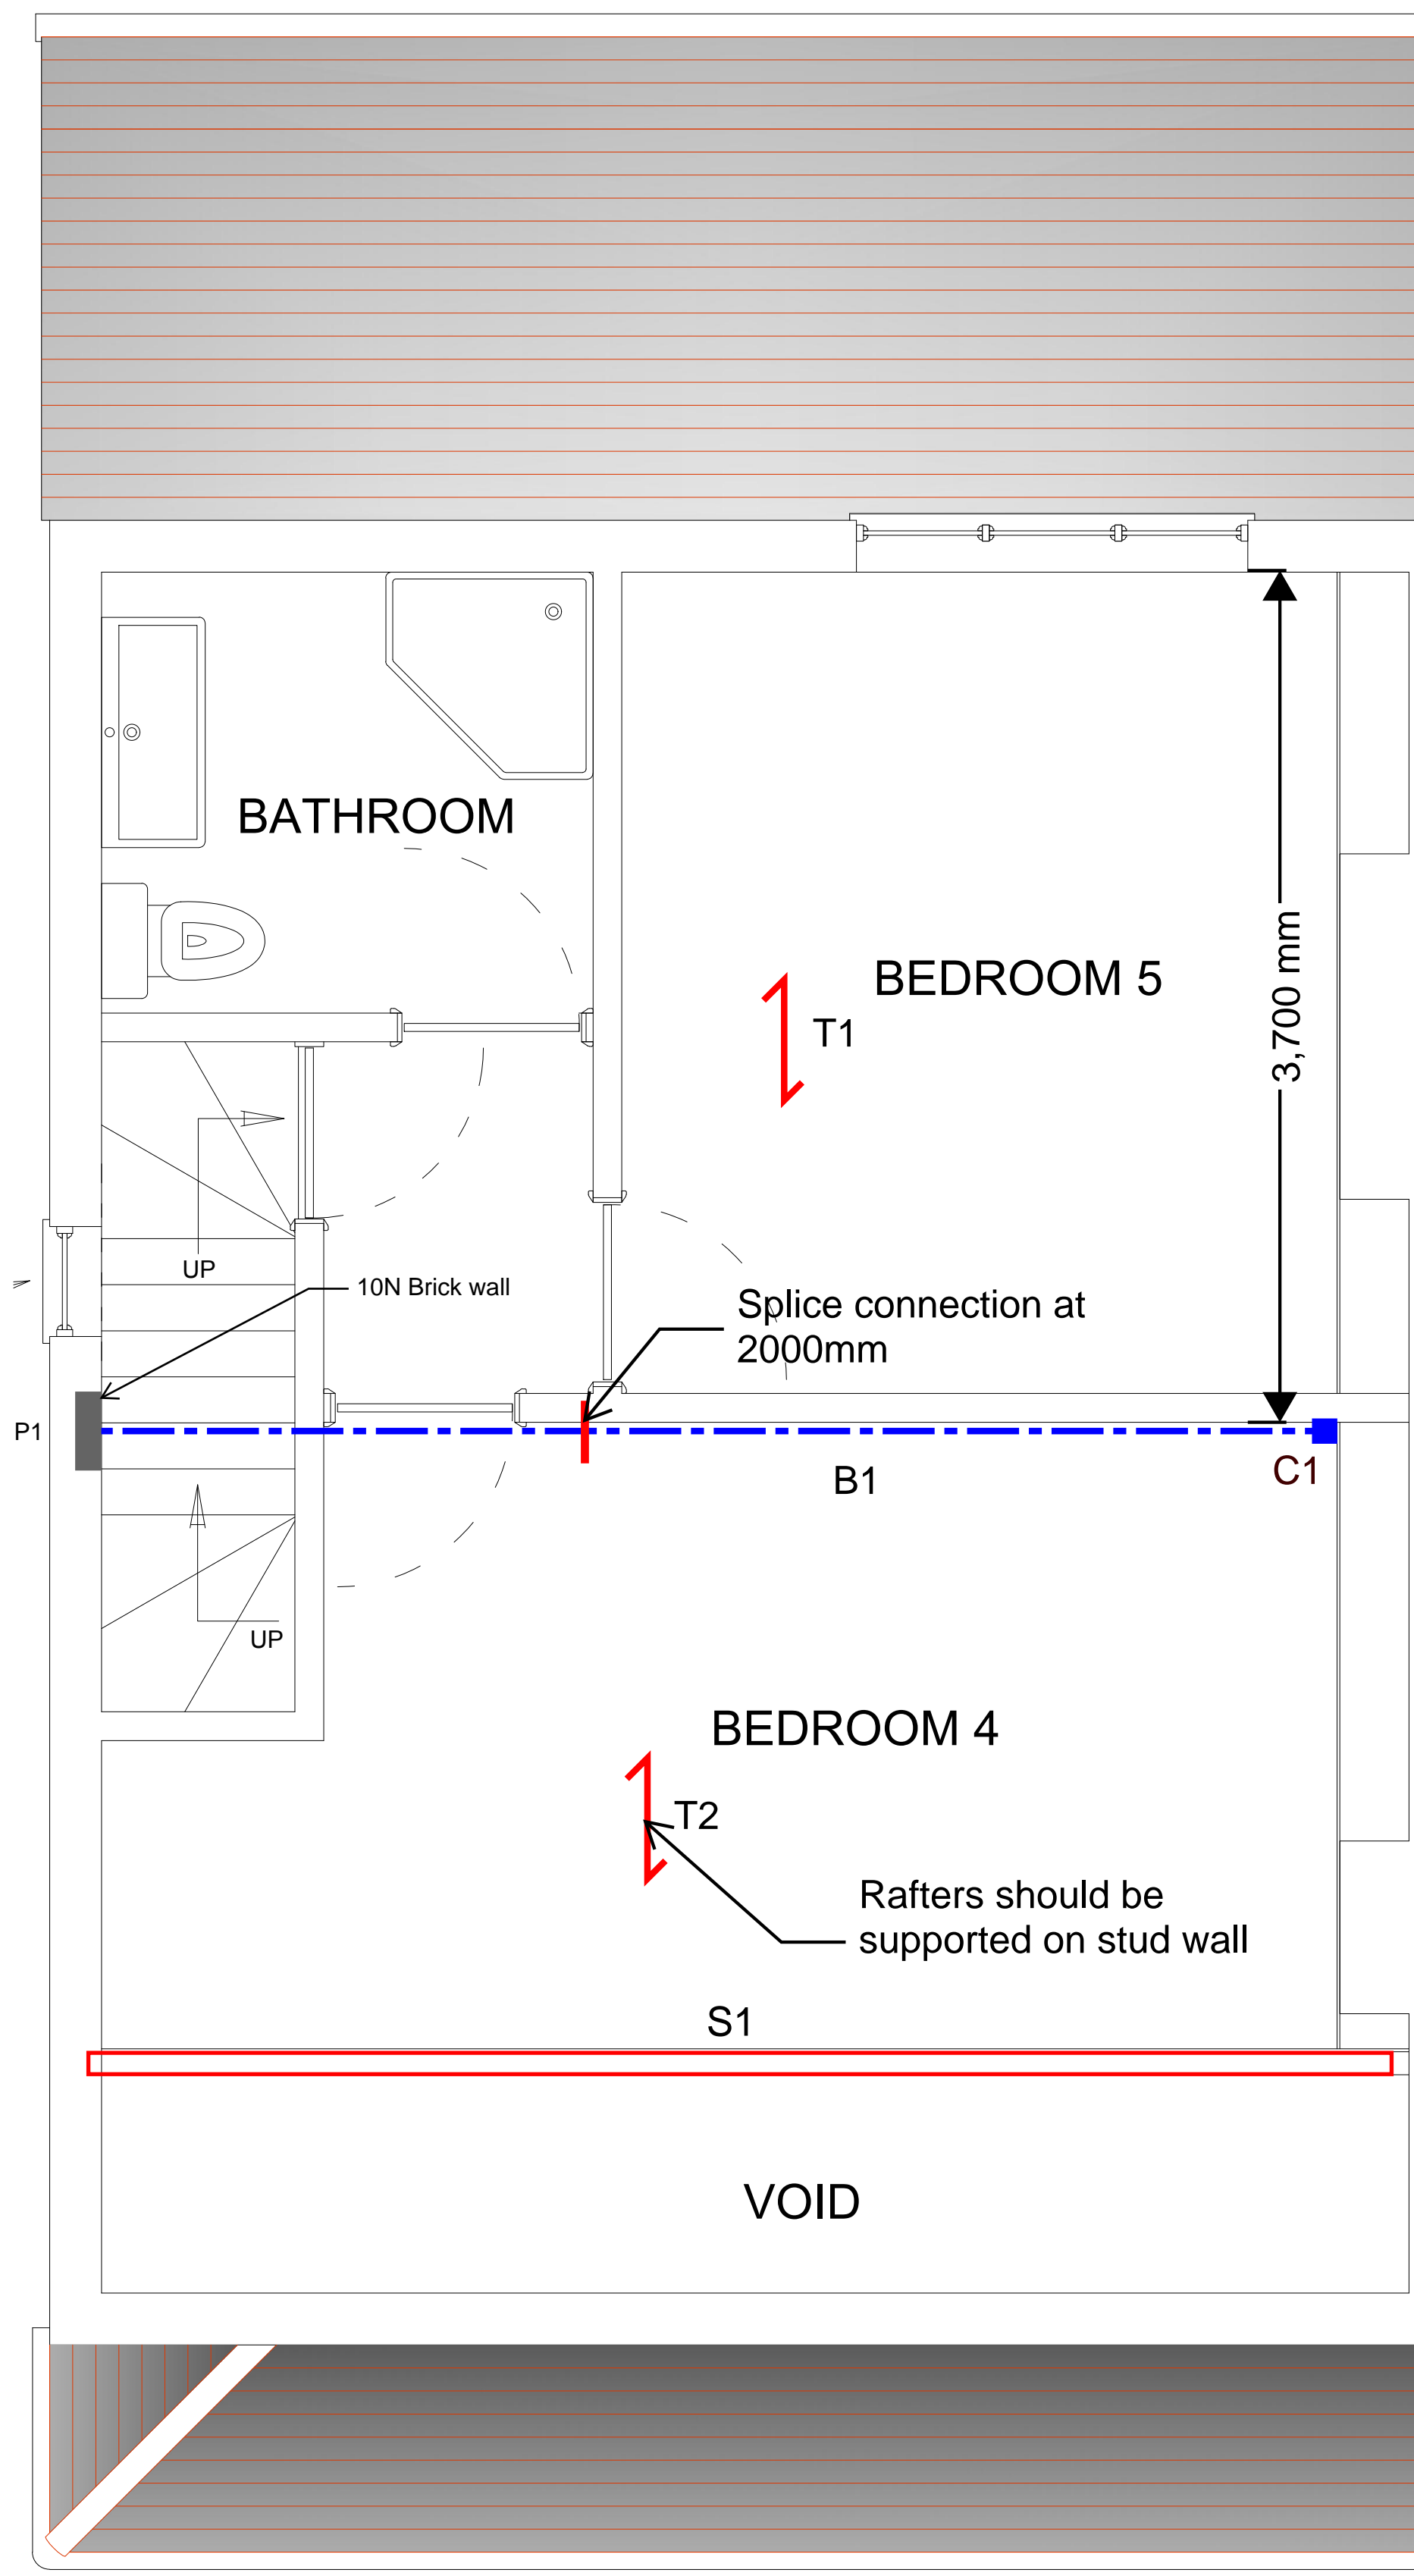 BATHROOM
BEDROOM 5
T1
3,700 mm
UP
10N Brick wall
Splice connection at
2000mm
P1
B1
C1
UP
BEDROOM 4
T2
Rafters should be
supported on stud wall
S1
VOID